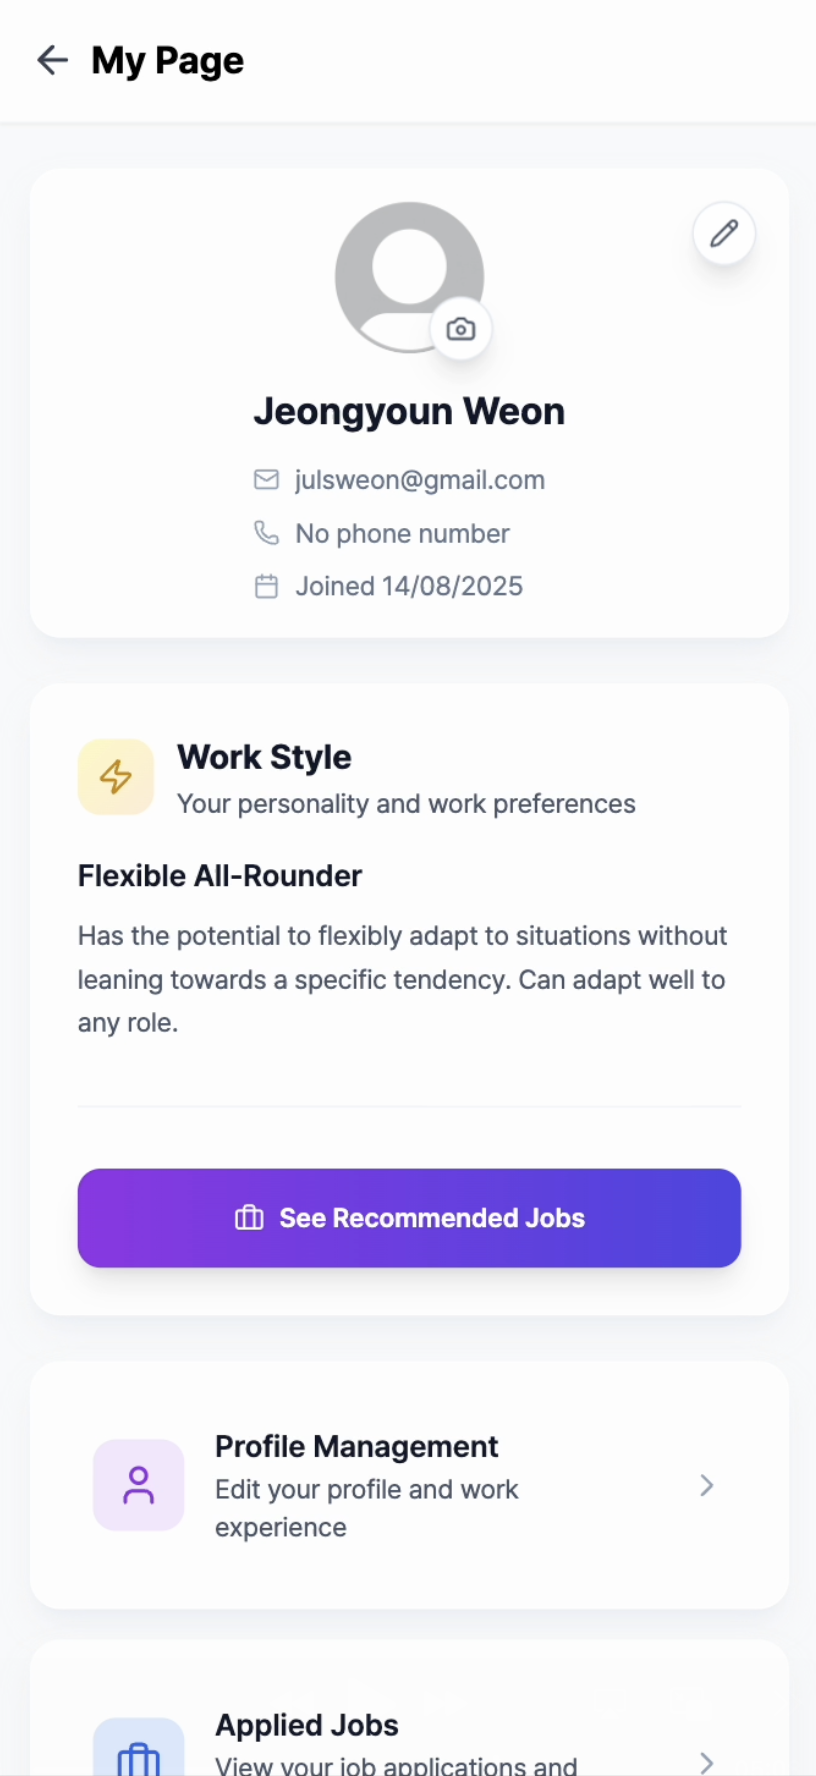 My Page
Jeongyoun Weon
julsweon@gmail.com
No phone number
Joined 14/08/2025
Work Style
Your personality and work preferences
Flexible All-Rounder
Has the potential to flexibly adapt to situations without
leaning towards a specific tendency. Can adapt well to
any role.
See Recommended Jobs
Profile Management
Edit your profile and work
experience
Applied Jobs
View your job applications and